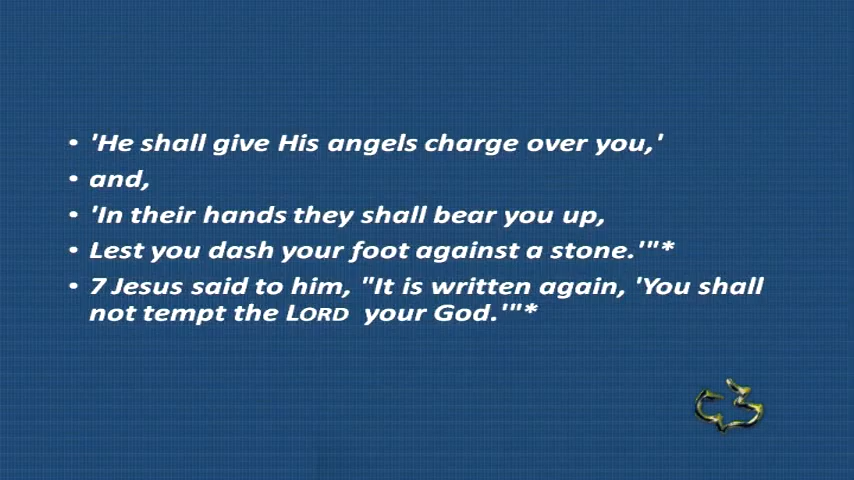 • 'He shall give His angels charge over you,'
• and,
• 'In their hands they shall bear you up,
• Lest you dash your foot against a stone.'"*
• 7 Jesus said to him, "It is written again, 'You shall
not tempt the LORD your God.'"*
C3